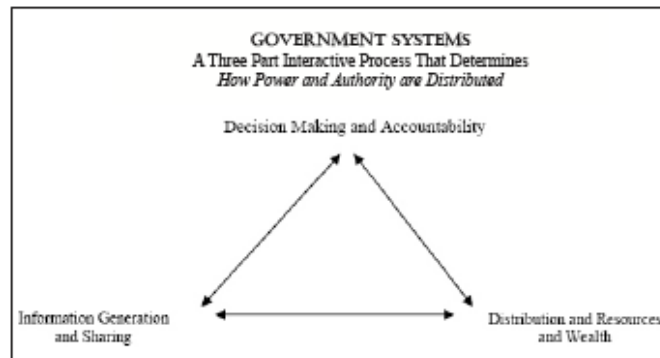 GOVERNMENT SYSTEMS
A Three Part Interactive Process That Determines
How Power and Authority are Distributed
Decision Making and Accountability
Information Generation
and Sharing
Distribution and Resources
and Wealth